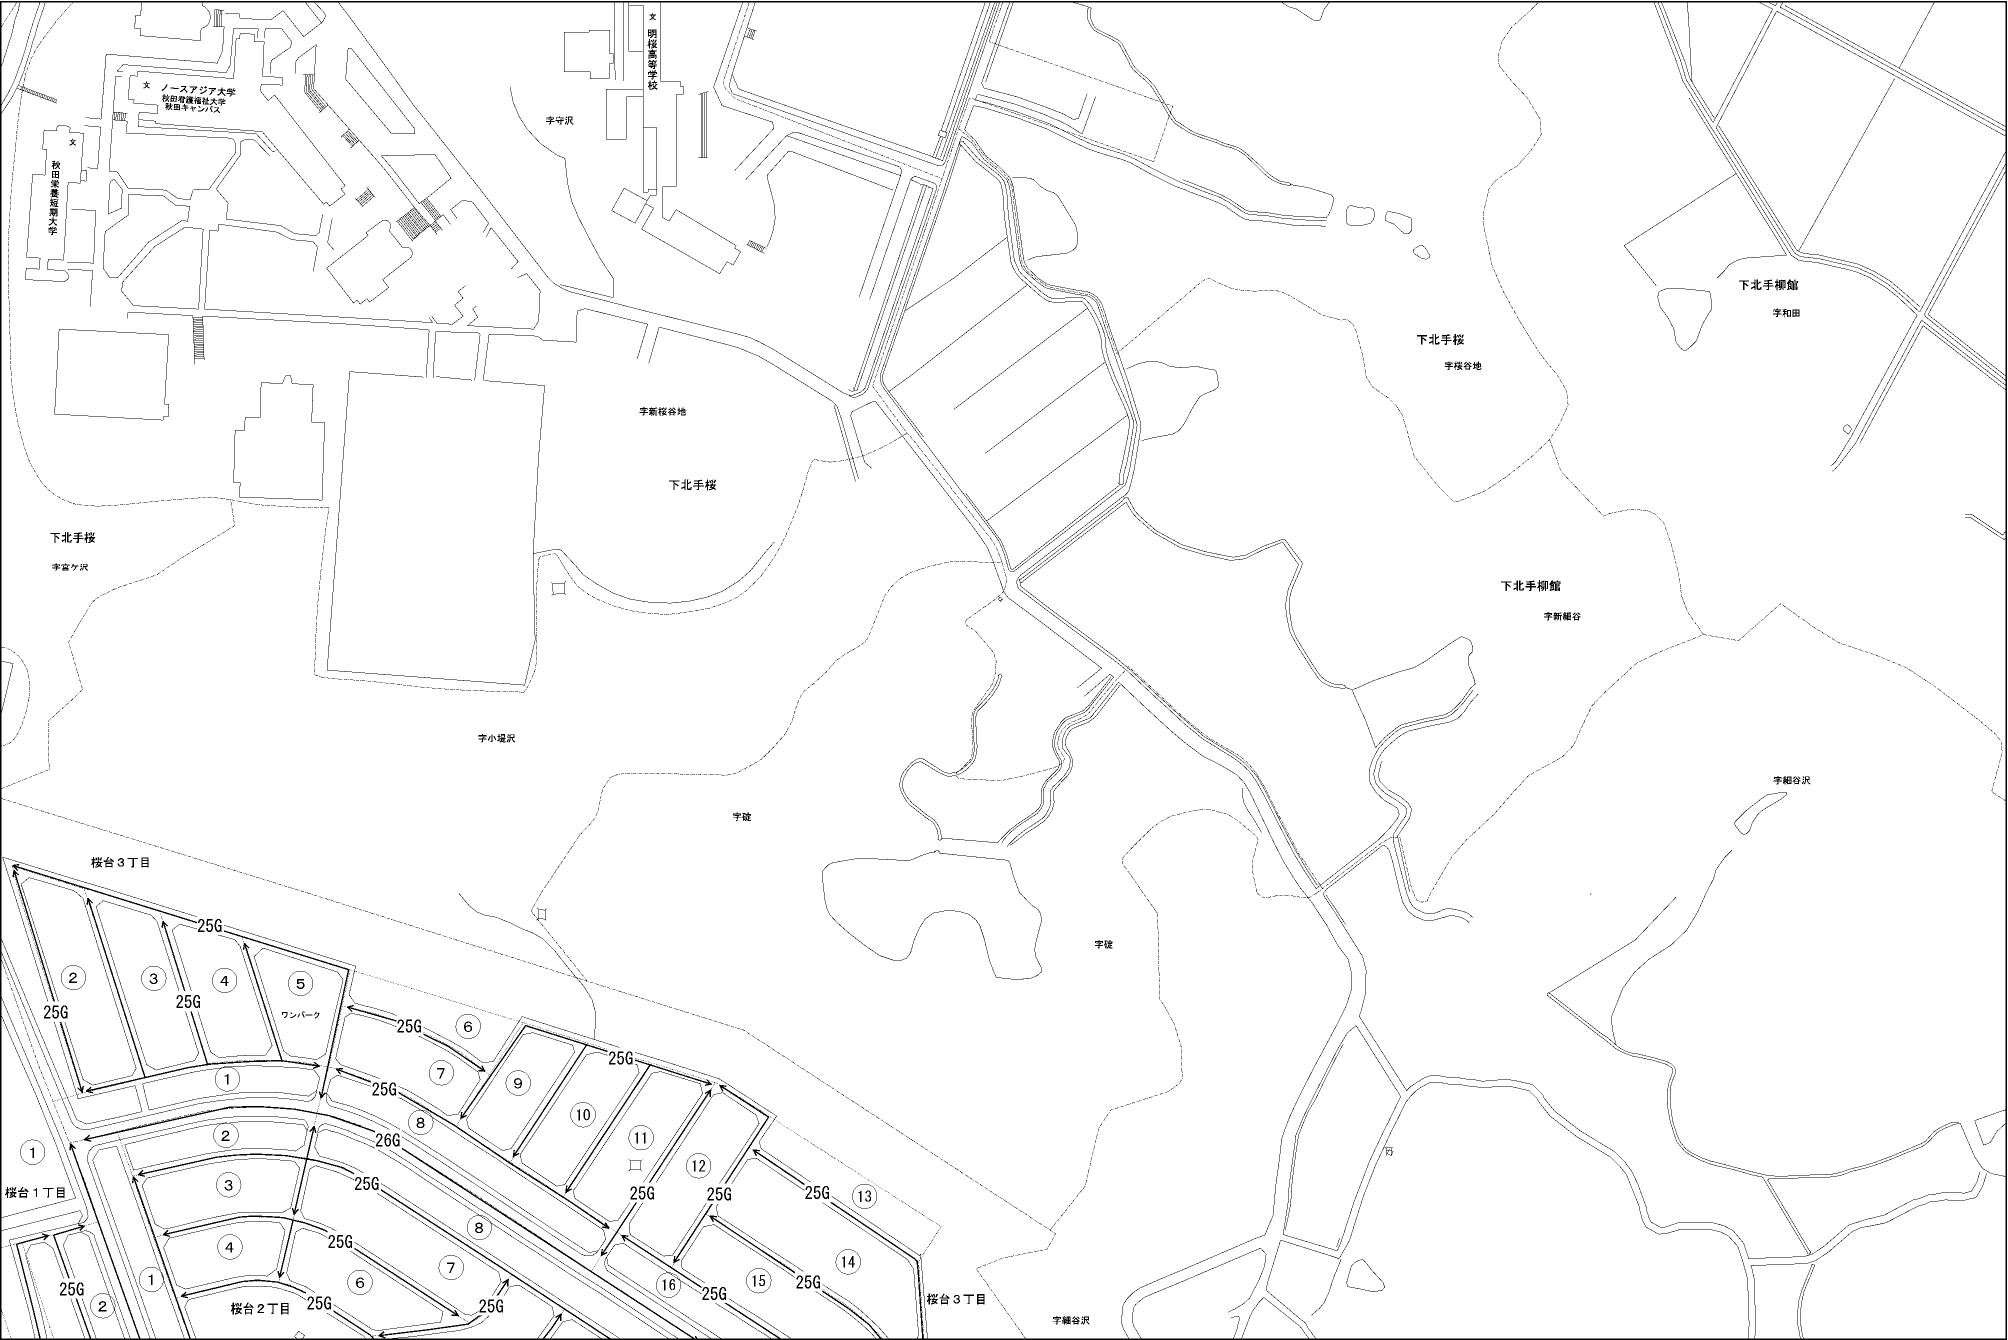 文
明桜高等学校
文
ノースアジア大学
秋田看護福祉大学
秋田キャンパス
文
秋田栄養短期大学
字守沢
下北手柳館
字和田
下北手桜
字桜谷地
字新桜谷地
下北手桜
下北手桜
字宮ケ沢
下北手柳館
字新細谷
字小堤沢
字細谷沢
字碇
桜台3丁目
25G
字碇
②
③
④
⑤
25G
25G
ワンパーク
25G
⑥
⑦
①
25G
25G
⑨
⑩
⑧
②
26G
⑪
⑫
①
③
25G
25G
25G
25G
⑬
桜台1丁目
⑧
④
25G
⑦
⑭
①
⑥
⑮
25G
⑯
25G
25G
②
桜台2丁目
25G
25G
桜台3丁目
字細谷沢